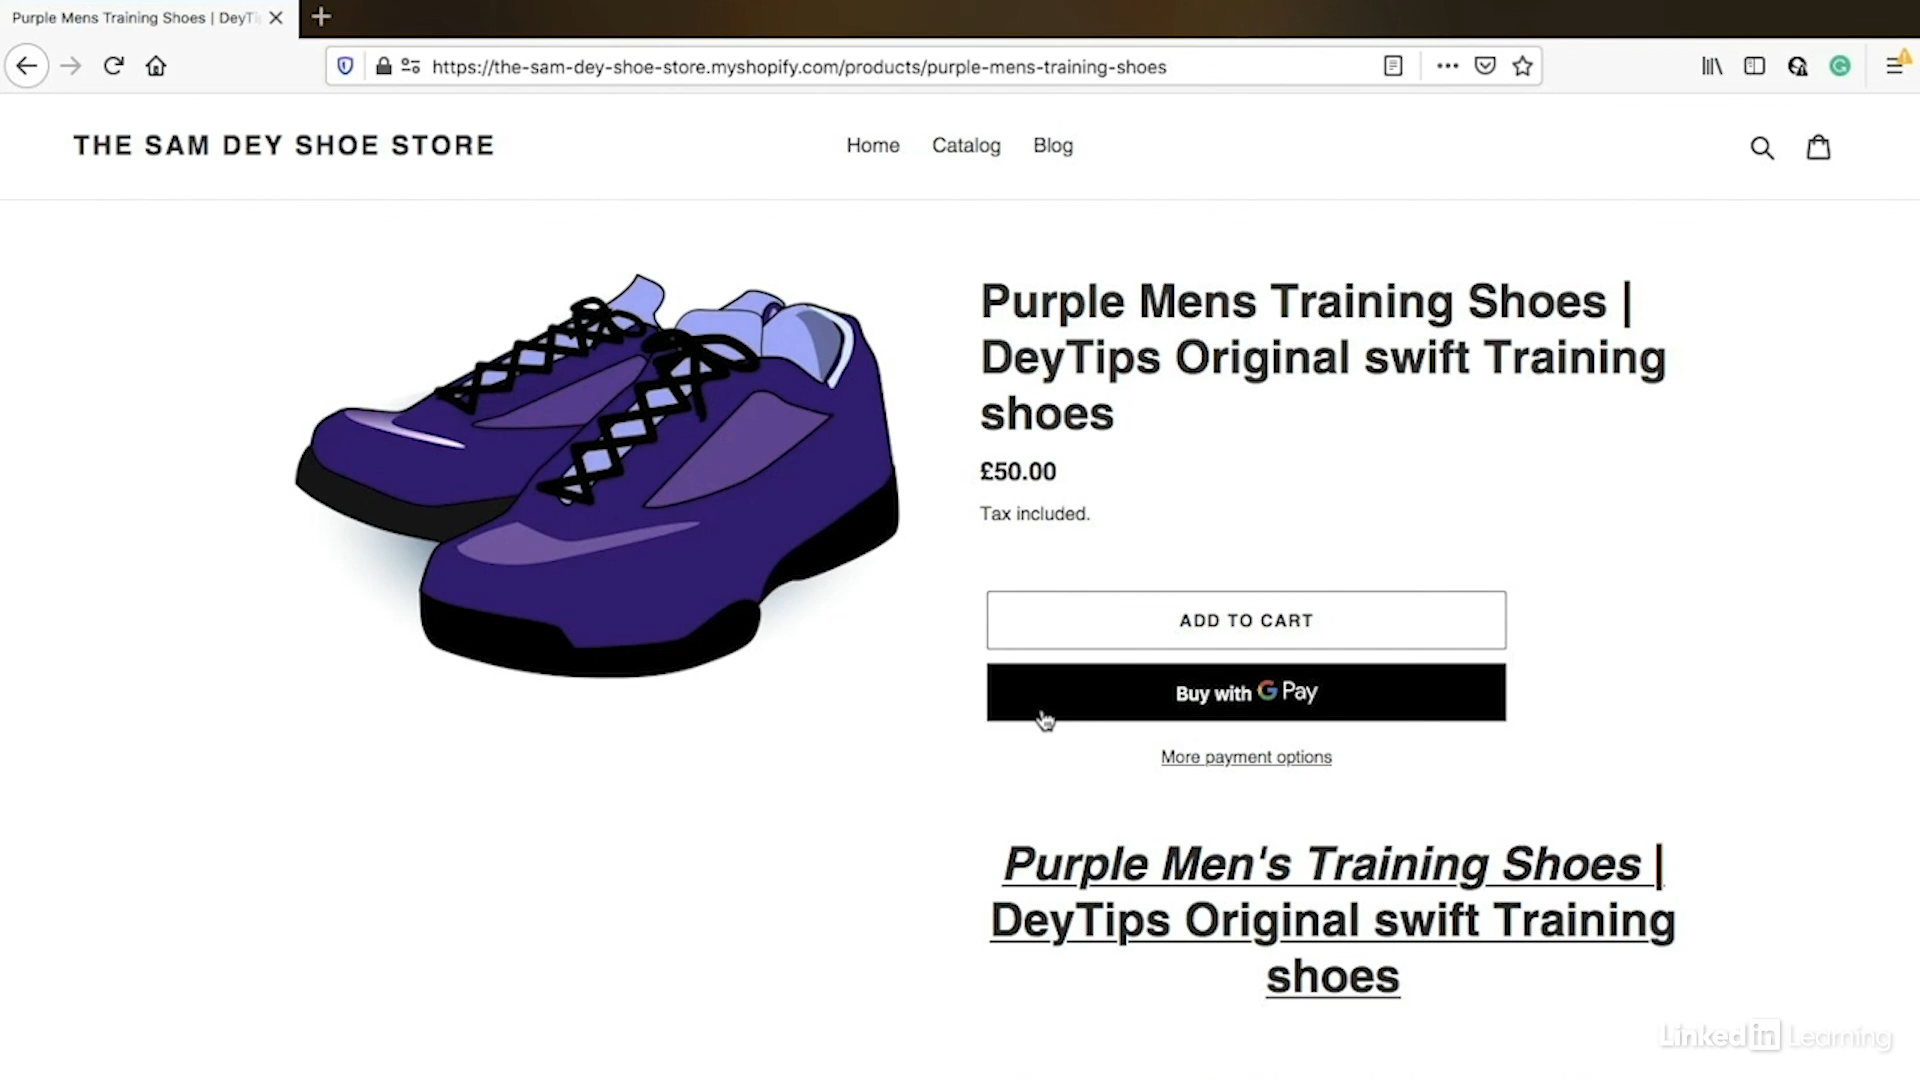 Purple Mens Training Shoes | DeyTi
https://the-sam-dey-shoe-store.myshopify.com/products/purple-mens-training-shoes
THE SAM DEY SHOE STORE
Home Catalog Blog
Purple Mens Training Shoes |
DeyTips Original swift Training
shoes
£50.00
Tax included.
ADD TO CART
Buy with G Pay
More payment options
Purple Men's Training Shoes |
DeyTips Original swift Training
shoes
Linked in Learning